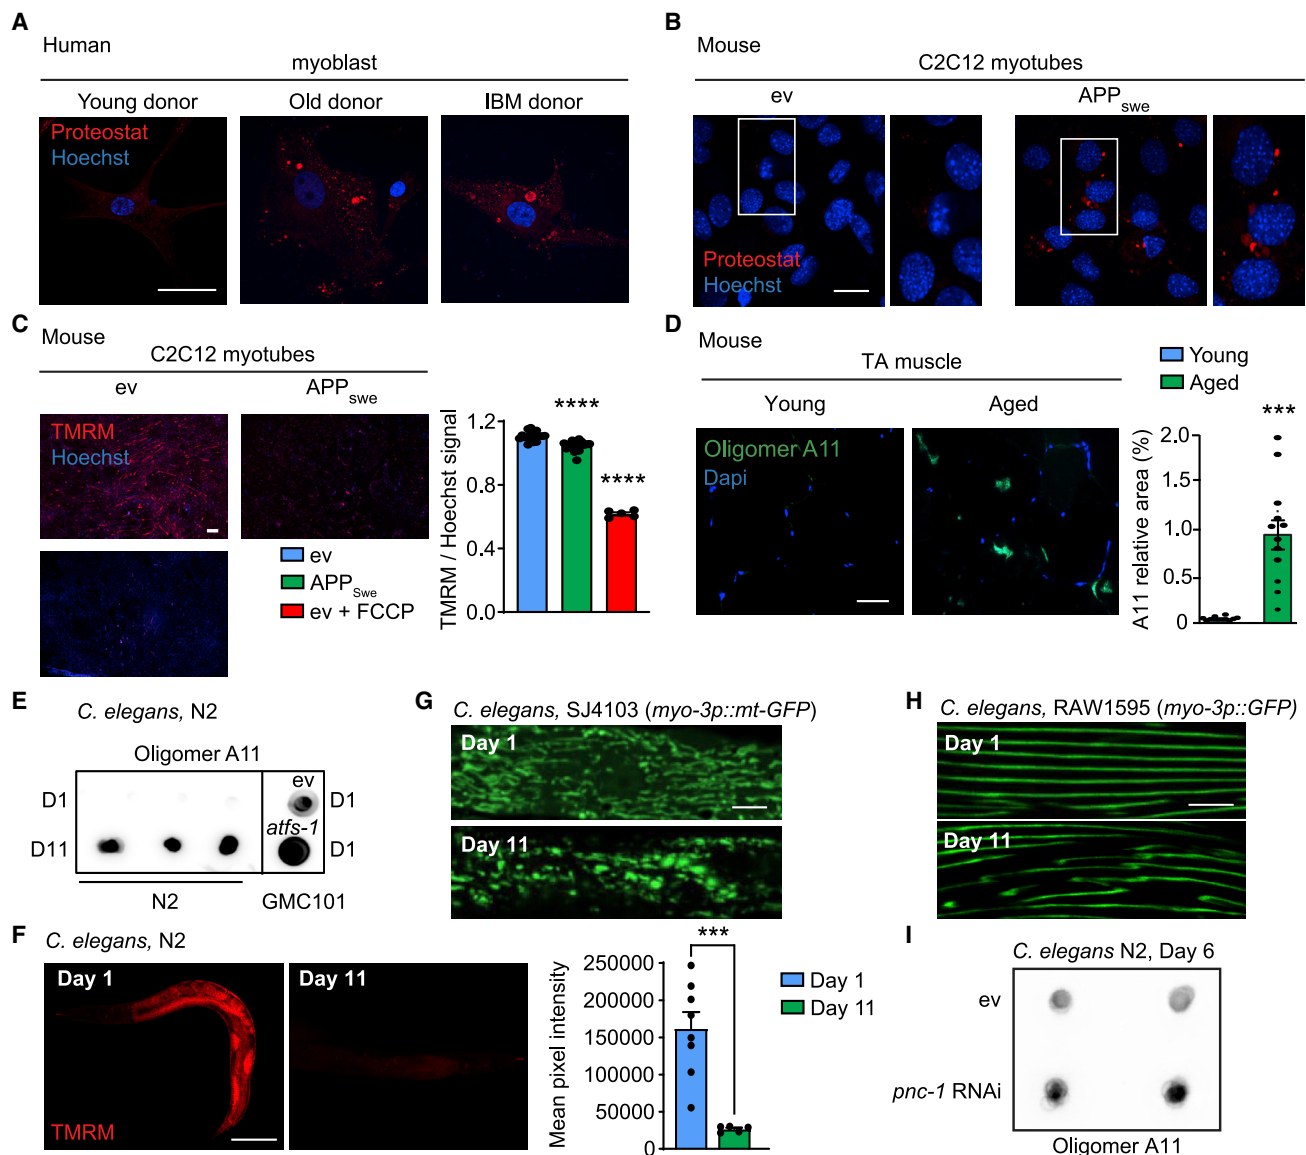 A
Human
myoblast
Young donor
Old donor
IBM donor
Proteostat
Hoechst
B
Mouse
C2C12 myotubes
ev
APPswe
Proteostat
Hoechst
C
Mouse
C2C12 myotubes
ev
APPswe
TMRM
Hoechst
ev
APPSwe
ev + FCCP
TMRM / Hoechst signal
1.2
0.8
0.4
0.0
****
****
D
Mouse
TA muscle
Young
Aged
Oligomer A11
Dapi
Young
Aged
***
A11 relative area (%)
2.0
1.5
1.0
0.5
0
E
C. elegans, N2
Oligomer A11
ev
D1
D1
atfs-1
D11
D1
N2
GMC101
F
C. elegans, N2
Day 1
Day 11
TMRM
Mean pixel intensity
250000
200000
150000
100000
50000
0
***
Day 1
Day 11
G
C. elegans, SJ4103 (myo-3p::mt-GFP)
Day 1
Day 11
H
C. elegans, RAW1595 (myo-3p::GFP)
Day 1
Day 11
I
C. elegans N2, Day 6
ev
pnc-1 RNAi
Oligomer A11